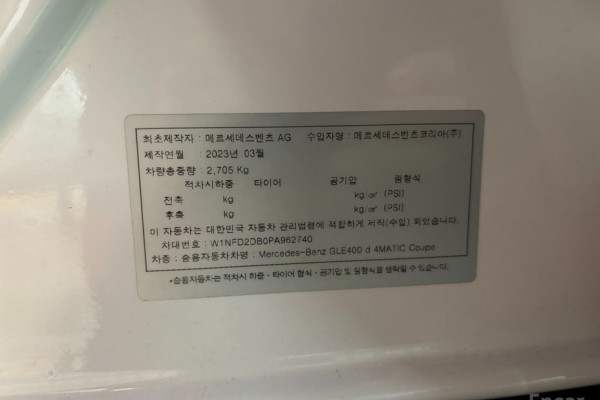 최초제작자 : 메르세데스벤츠 AG 수입자명 : 메르세데스벤츠코리아(주)
제작연월 : 2023년 03월
차량총중량 : 2,705 Kg
적차시하중 타이어 공기압 림형식
전축 kg kg/㎠ (PSI)
후축 kg kg/㎠ (PSI)
이 자동차는 대한민국 자동차 관리법령에 적합하게 제작(수입) 되었습니다.
차대번호 : W1NFD2DB0PA962740
차종 : 승용자동차차명 : Mercedes-Benz GLE400 d 4MATIC Coupe
*승용자동차는 적차시 하중 · 타이어 형식 · 공기압 및 림형식을 생략할 수 있습니다.
Encar